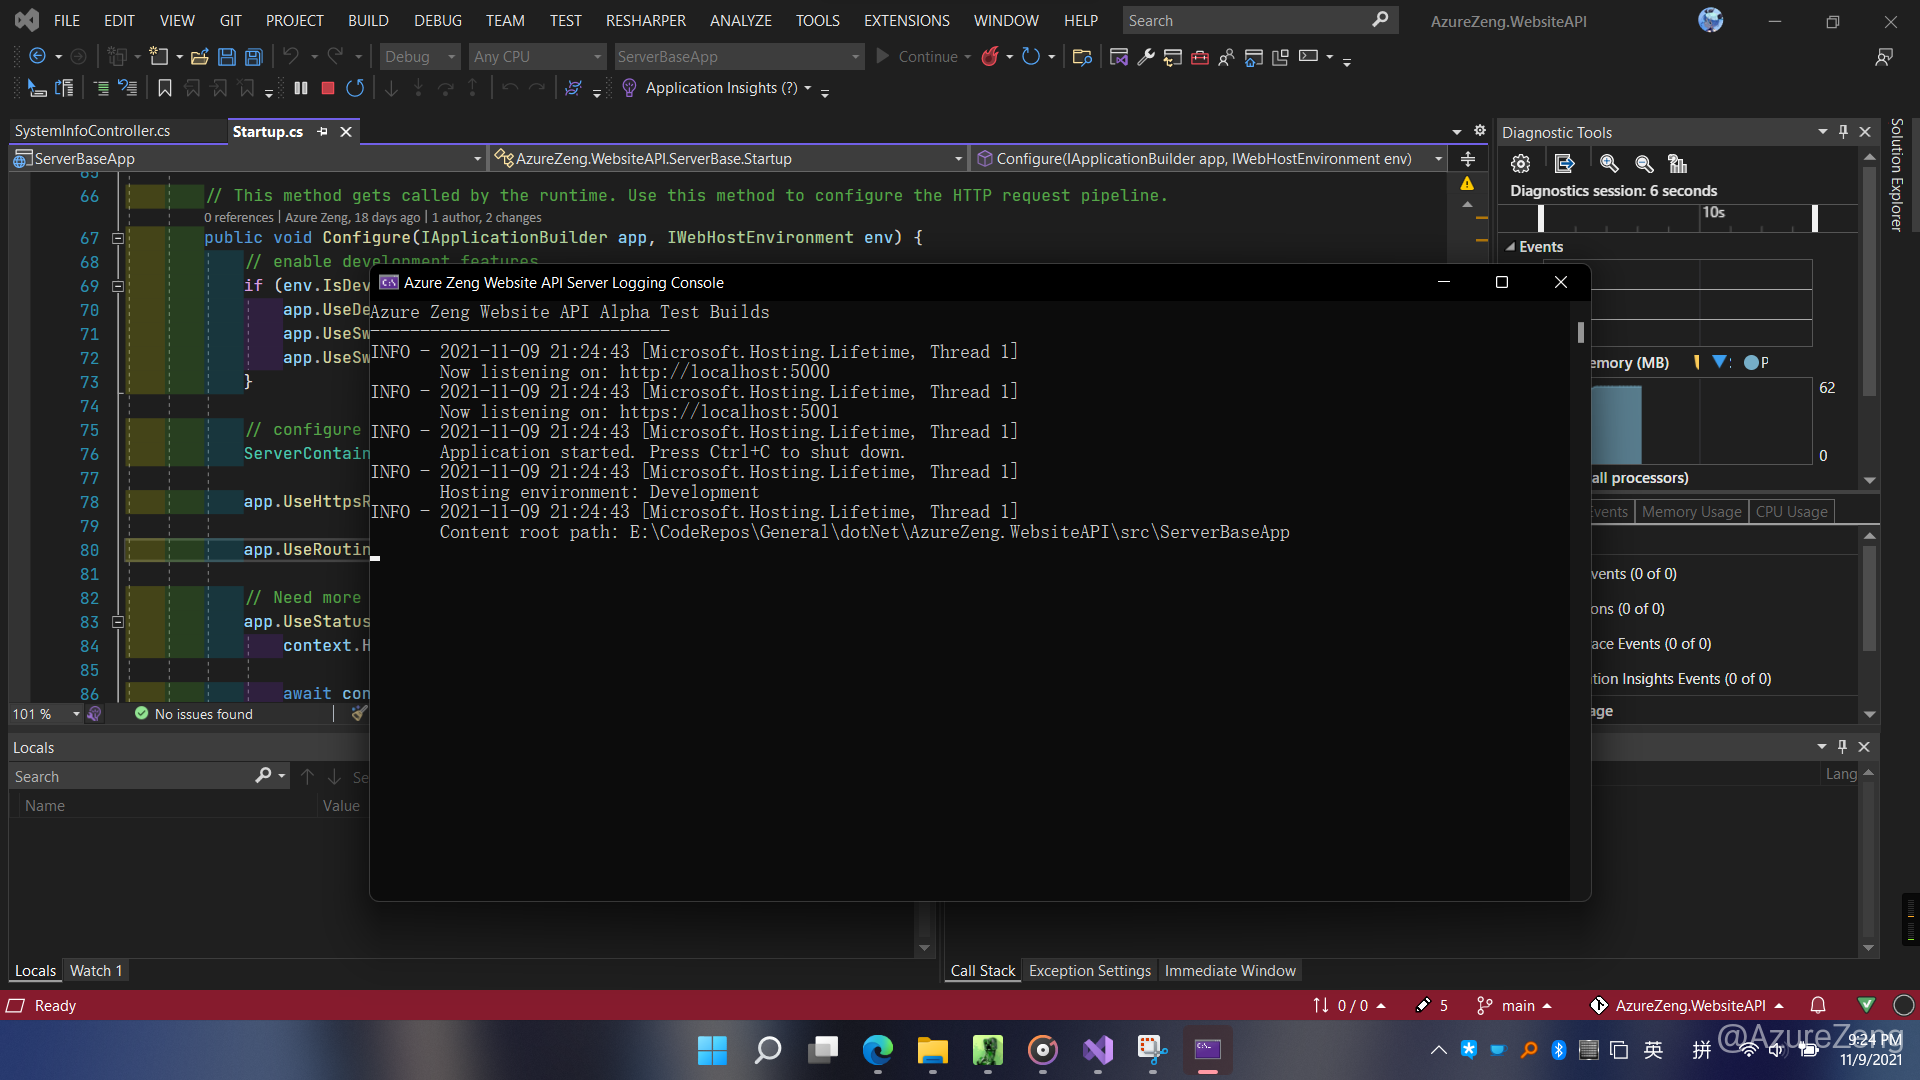 FILE EDIT VIEW GIT PROJECT BUILD DEBUG TEAM TEST RESHARPER ANALYZE TOOLS EXTENSIONS WINDOW HELP Search AzureZeng.WebsiteAPI
Debug Any CPU ServerBaseApp Continue
Application Insights (?)
SystemInfoController.cs Startup.cs
ServerBaseApp AzureZeng.WebsiteAPI.ServerBase.Startup Configure(IApplicationBuilder app, IWebHostEnvironment env)
65
66 // This method gets called by the runtime. Use this method to configure the HTTP request pipeline.
0 references | Azure Zeng, 18 days ago | 1 author, 2 changes
67 public void Configure(IApplicationBuilder app, IWebHostEnvironment env) {
68 // enable development features
69 if (env.IsDev
70 app.UseDe
71 app.UseSw
72 app.UseSw
73 }
74
75 // configure
76 ServerContain
77
78 app.UseHttpsR
79
80 app.UseRoutin
81
82 // Need more
83 app.UseStatus
84 context.H
85
86 await con
101 % No issues found
Azure Zeng Website API Server Logging Console
Azure Zeng Website API Alpha Test Builds
------------------------------
INFO - 2021-11-09 21:24:43 [Microsoft.Hosting.Lifetime, Thread 1]
Now listening on: http://localhost:5000
INFO - 2021-11-09 21:24:43 [Microsoft.Hosting.Lifetime, Thread 1]
Now listening on: https://localhost:5001
INFO - 2021-11-09 21:24:43 [Microsoft.Hosting.Lifetime, Thread 1]
Application started. Press Ctrl+C to shut down.
INFO - 2021-11-09 21:24:43 [Microsoft.Hosting.Lifetime, Thread 1]
Hosting environment: Development
INFO - 2021-11-09 21:24:43 [Microsoft.Hosting.Lifetime, Thread 1]
Content root path: E:\CodeRepos\General\dotNet\AzureZeng.WebsiteAPI\src\ServerBaseApp
Diagnostic Tools
Diagnostics session: 6 seconds
10s
Events
emory (MB) P
62
0
all processors)
vents Memory Usage CPU Usage
vents (0 of 0)
ons (0 of 0)
ace Events (0 of 0)
tion Insights Events (0 of 0)
age
Solution Explorer
Locals
Search Se
Name Value
Lang
Locals Watch 1
Call Stack Exception Settings Immediate Window
Ready 0 / 0 5 main AzureZeng.WebsiteAPI
英 拼 9:24 PM
11/9/2021
@AzureZeng